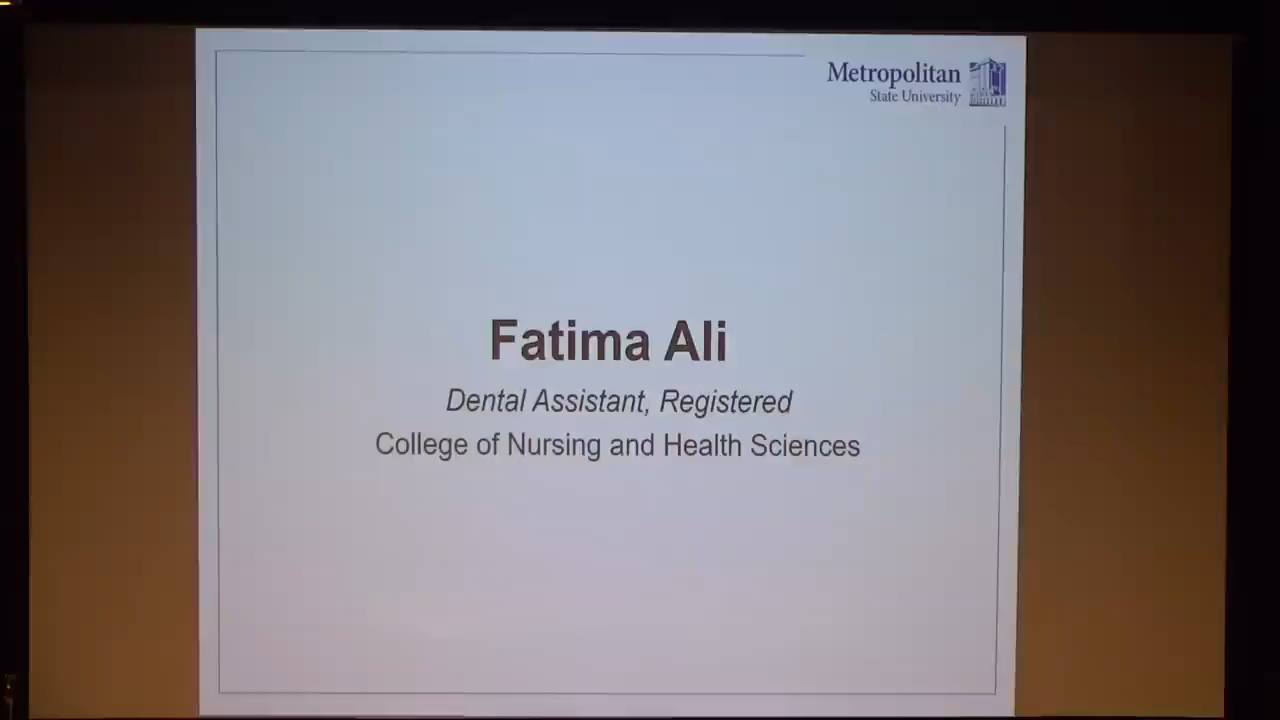 Metropolitan
State University
Fatima Ali
Dental Assistant, Registered
College of Nursing and Health Sciences